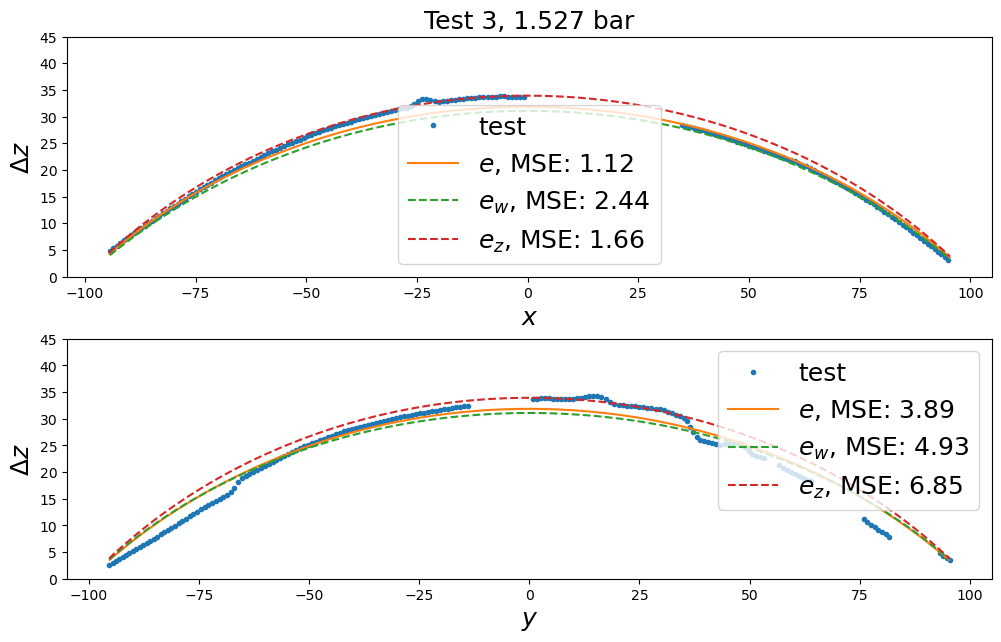 Test 3, 1.527 bar
45
40
35
30
25
20
15
10
5
0
Δz
test
e, MSE: 1.12
e_w, MSE: 2.44
e_z, MSE: 1.66
−100 −75 −50 −25 0 25 50 75 100
x
45
40
35
30
25
20
15
10
5
0
Δz
test
e, MSE: 3.89
e_w, MSE: 4.93
e_z, MSE: 6.85
−100 −75 −50 −25 0 25 50 75 100
y